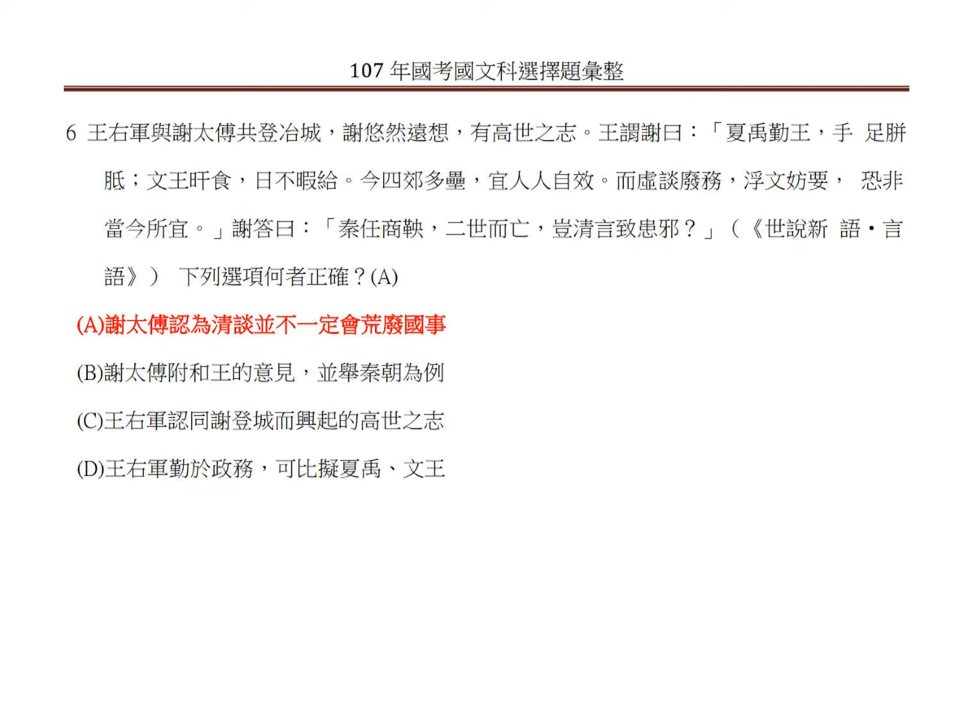 107 年國考國文科選擇題彙整
6 王右軍與謝太傅共登冶城，謝悠然遠想，有高世之志。王謂謝曰：「夏禹勤王，手 足胼
胝；文王旰食，日不暇給。今四郊多壘，宜人人自效。而虛談廢務，浮文妨要， 恐非
當今所宜。」謝答曰：「秦任商鞅，二世而亡，豈清言致患邪？」（《世說新 語•言
語》） 下列選項何者正確？(A)
(A)謝太傅認為清談並不一定會荒廢國事
(B)謝太傅附和王的意見，並舉秦朝為例
(C)王右軍認同謝登城而興起的高世之志
(D)王右軍勤於政務，可比擬夏禹、文王